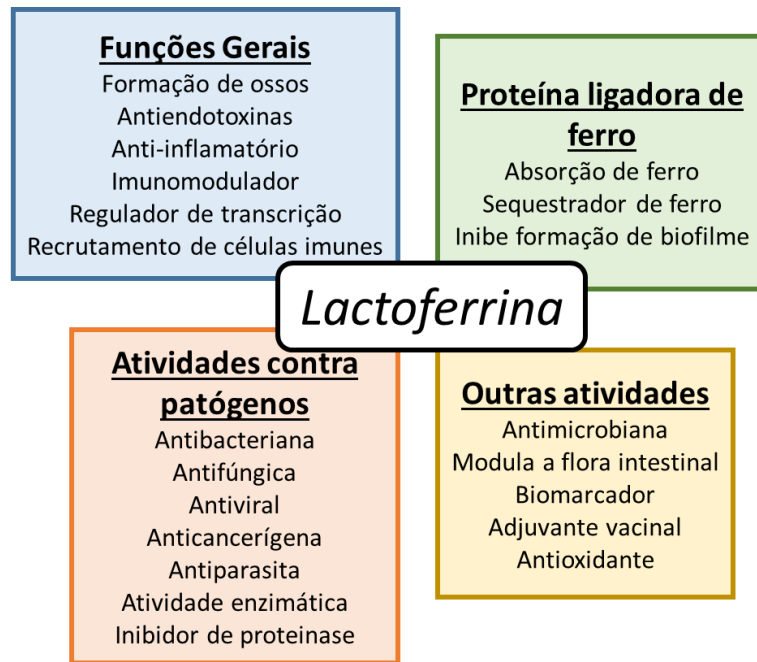 Funções Gerais
Formação de ossos
Antiendotoxinas
Anti-inflamatório
Imunomodulador
Regulador de transcrição
Recrutamento de células imunes
Proteína ligadora de
ferro
Absorção de ferro
Sequestrador de ferro
Inibe formação de biofilme
Lactoferrina
Atividades contra
patógenos
Antibacteriana
Antifúngica
Antiviral
Anticancerígena
Antiparasita
Atividade enzimática
Inibidor de proteinase
Outras atividades
Antimicrobiana
Modula a flora intestinal
Biomarcador
Adjuvante vacinal
Antioxidante